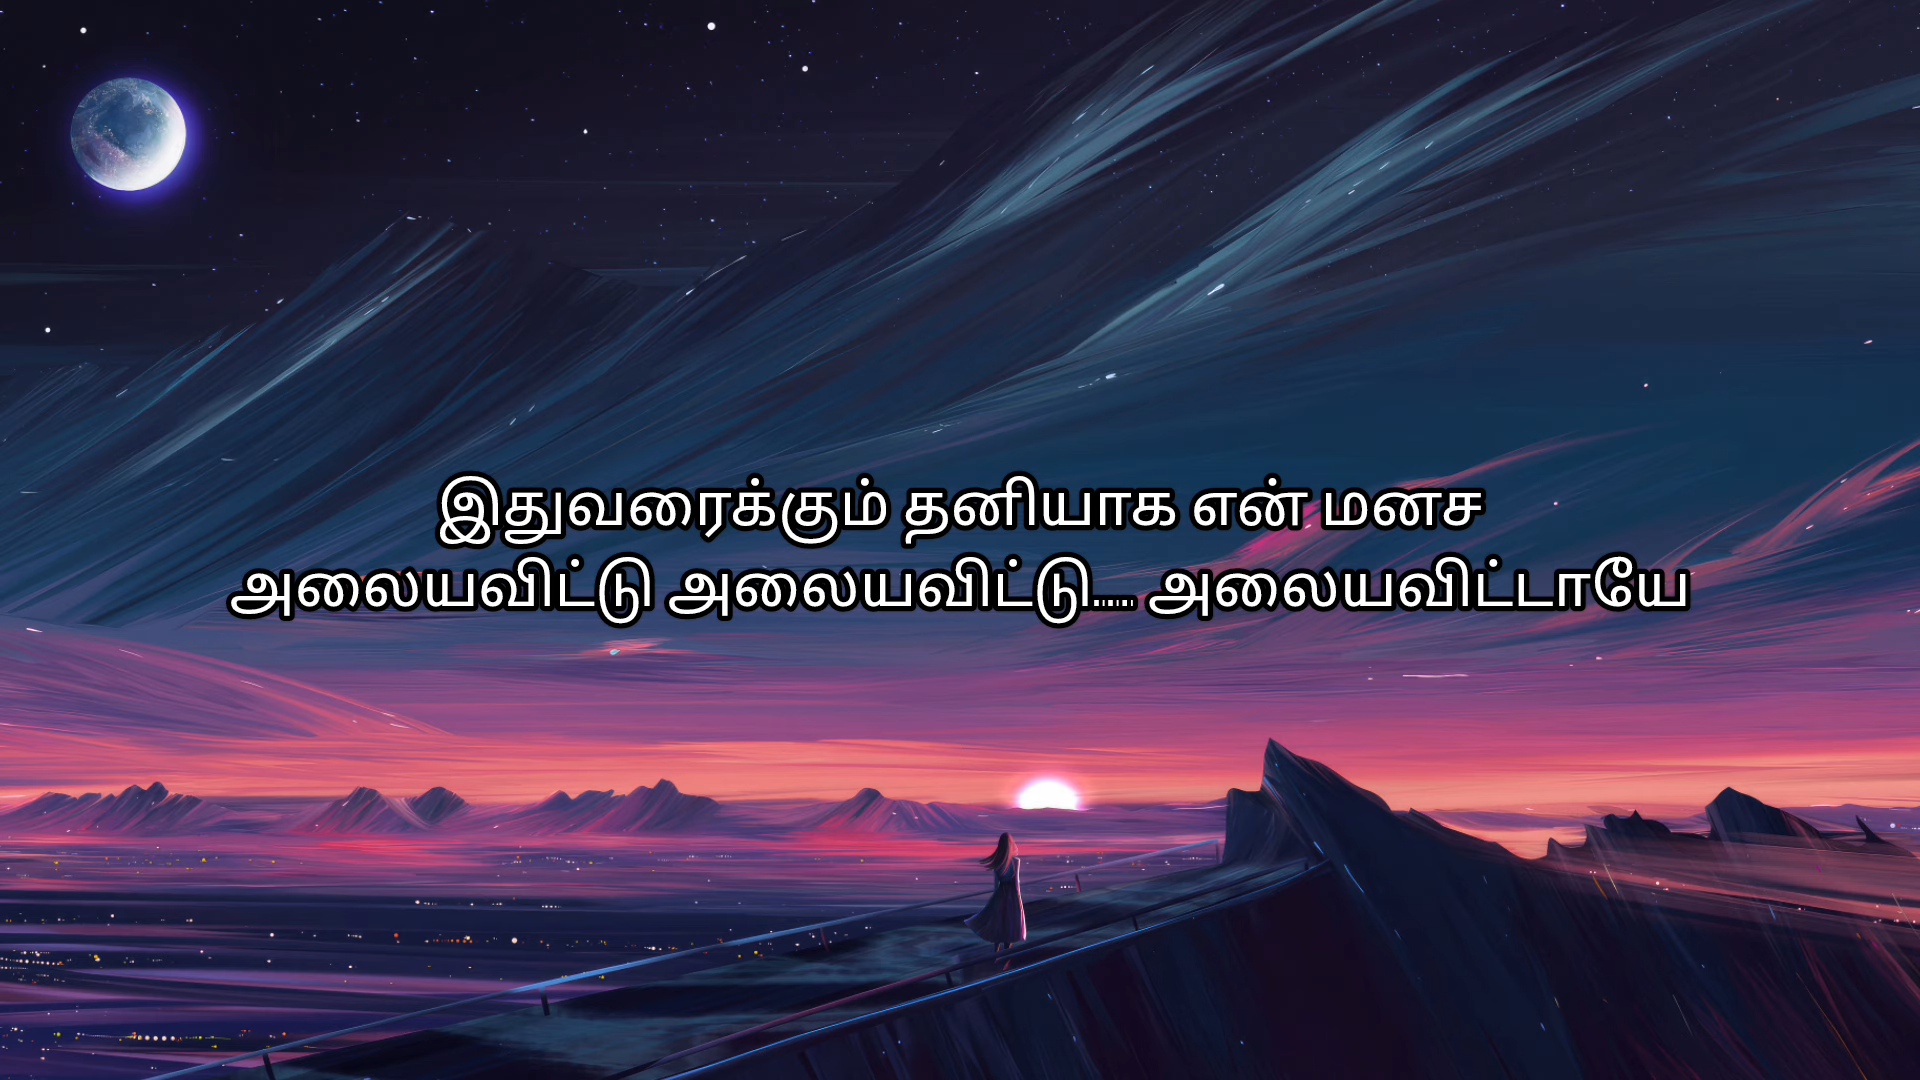 இதுவரைக்கும் தனியாக என் மனச
அலையவிட்டு அலையவிட்டு..... அலையவிட்டாயே